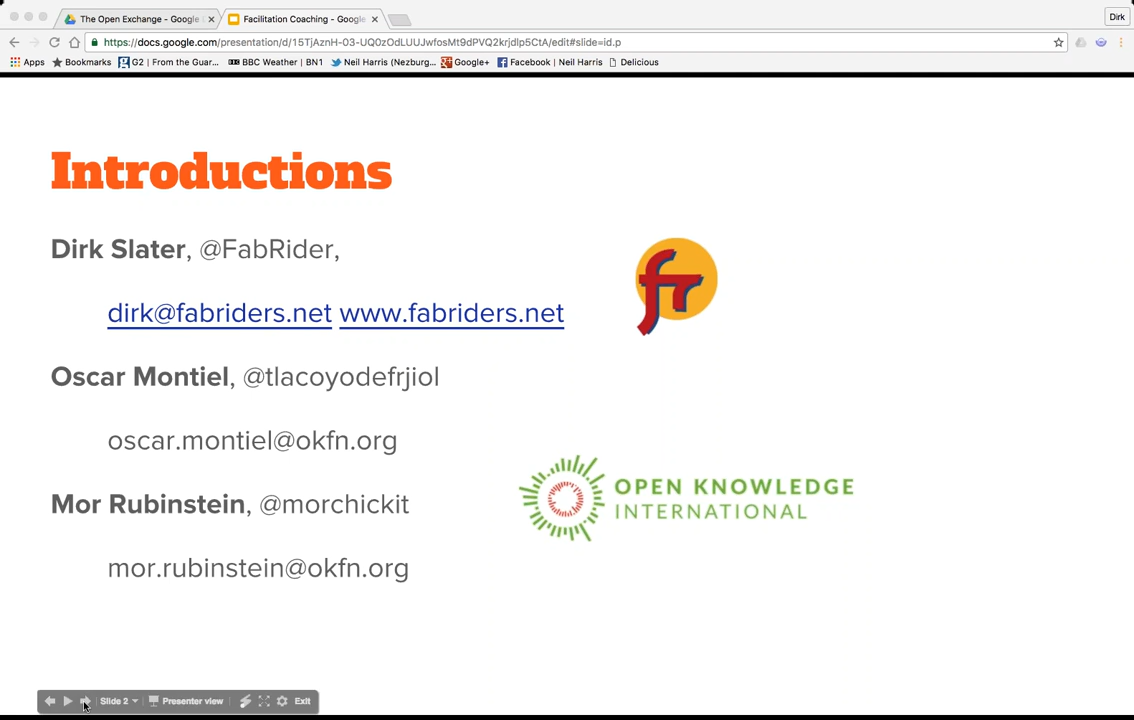 The Open Exchange - Google
Facilitation Coaching - Google
Dirk
https://docs.google.com/presentation/d/15TjAznH-03-UQ0zOdLUUJwfosMt9dPVQ2krjdlp5CtA/edit#slide=id.p
Apps Bookmarks G2 | From the Guar... BBC Weather | BN1 Neil Harris (Nezburg... Google+ Facebook | Neil Harris Delicious
Introductions
Dirk Slater, @FabRider,
fr
dirk@fabriders.net www.fabriders.net
Oscar Montiel, @tlacoyodefrjiol
oscar.montiel@okfn.org
OPEN KNOWLEDGE
INTERNATIONAL
Mor Rubinstein, @morchickit
mor.rubinstein@okfn.org
Slide 2 Presenter view Exit